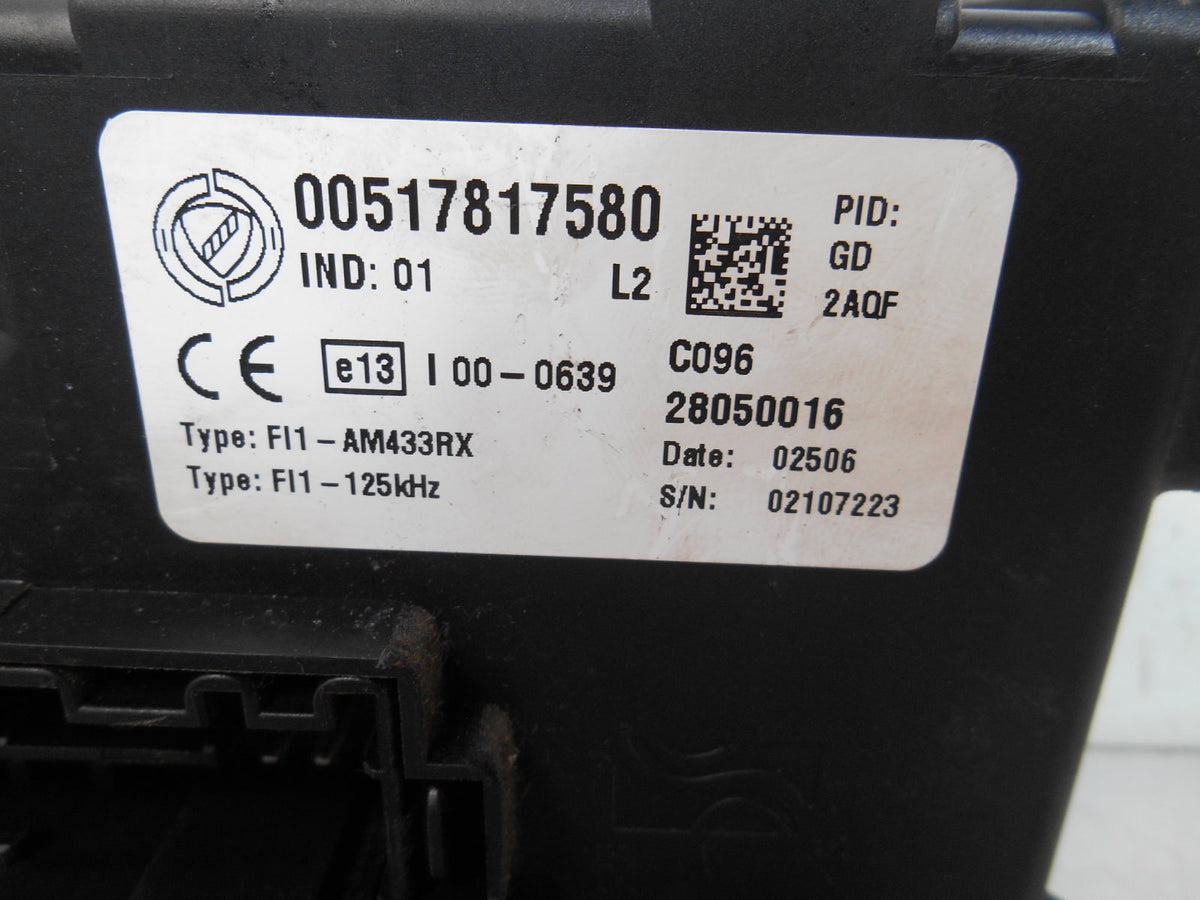 00517817580
IND: 01 L2
PID:
GD
2AQF
CE e13 I 00-0639
C096
28050016
Type: FI1-AM433RX
Date: 02506
Type: FI1-125kHz
S/N: 02107223